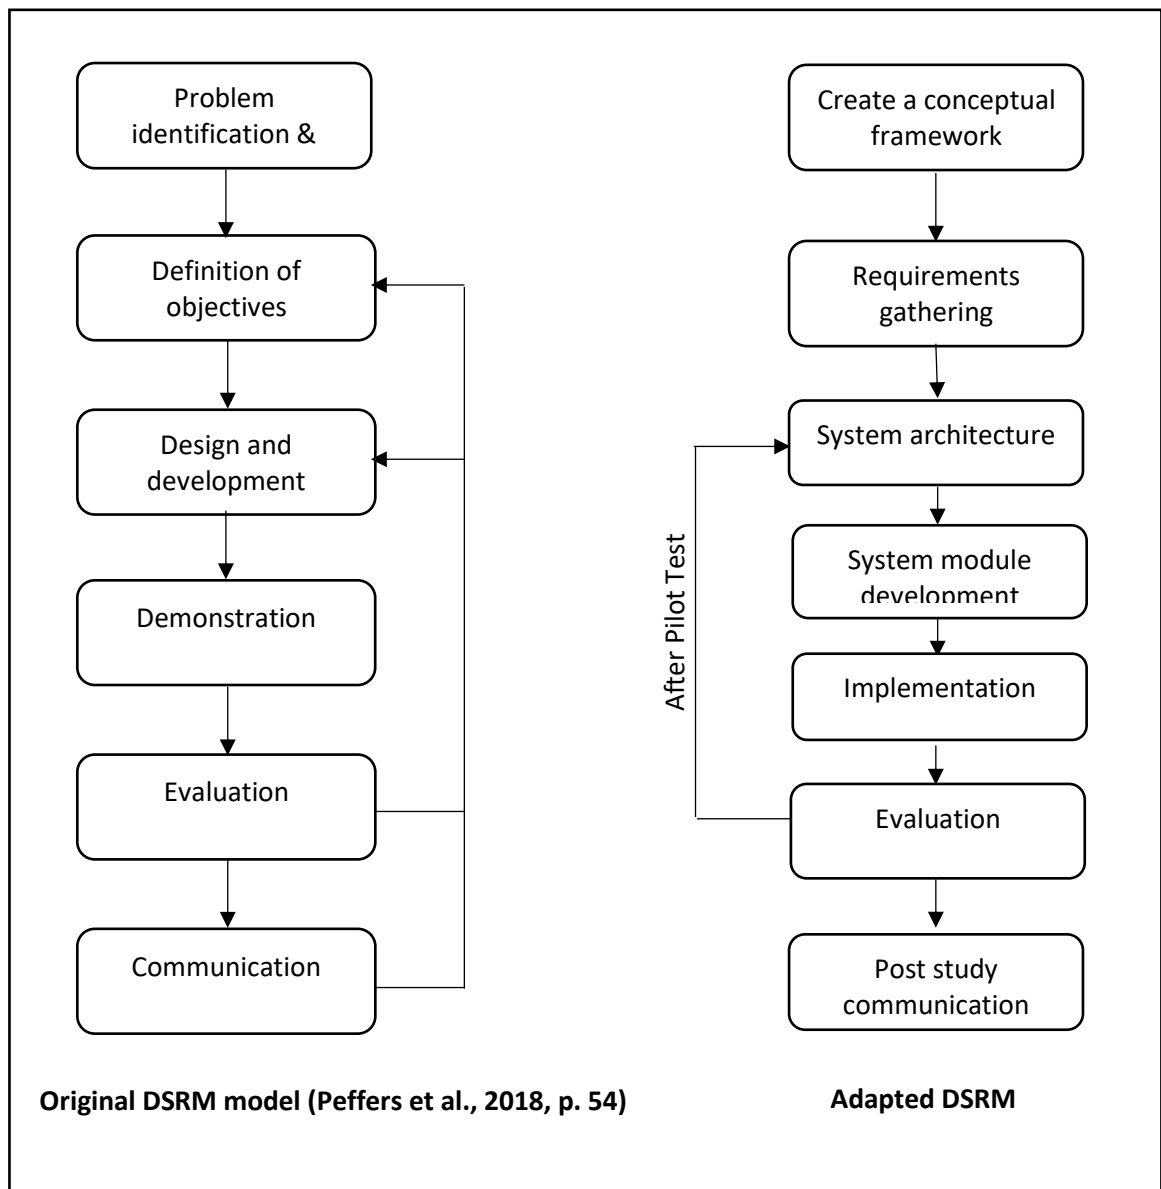 Problem
identification &
Definition of
objectives
Design and
development
Demonstration
Evaluation
Communication
Original DSRM model (Peffers et al., 2018, p. 54)
Create a conceptual
framework
Requirements
gathering
System architecture
System module
development
Implementation
Evaluation
Post study
communication
After Pilot Test
Adapted DSRM